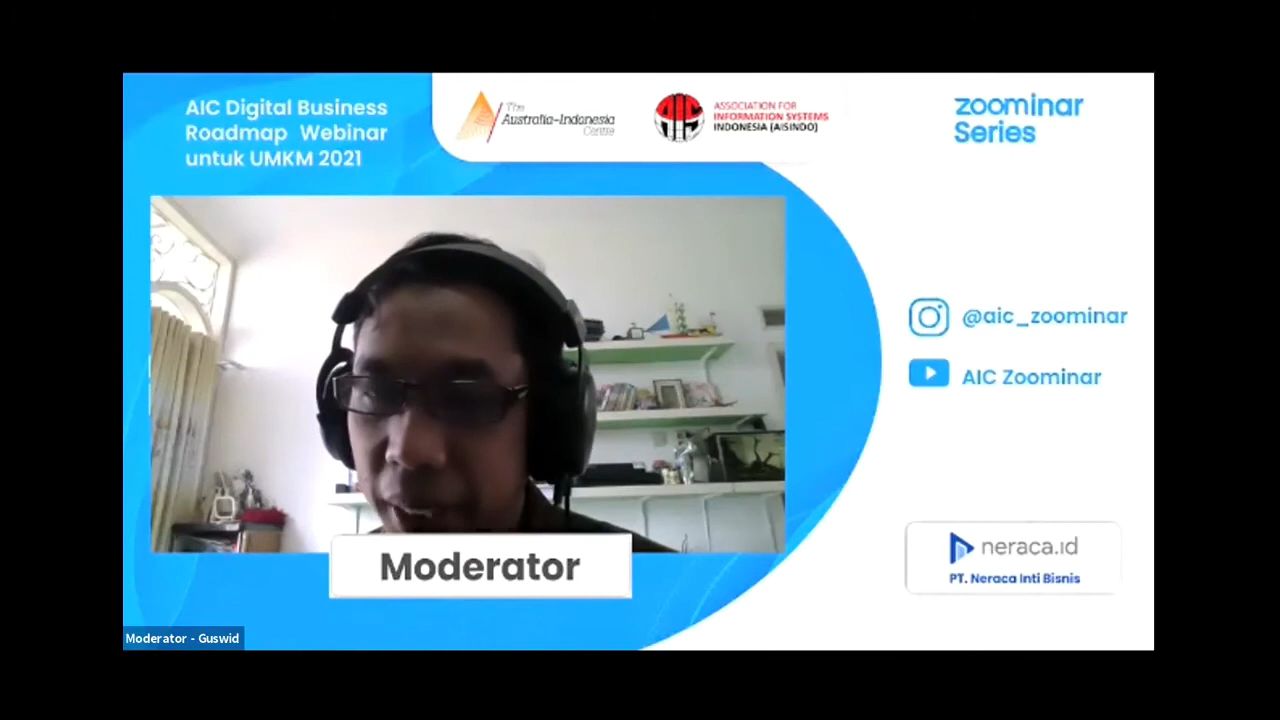 AIC Digital Business
Roadmap Webinar
untuk UMKM 2021
The
Australia-Indonesia
Centre
AIS
ASSOCIATION FOR
INFORMATION SYSTEMS
INDONESIA (AISINDO)
zoominar
Series
@aic_zoominar
AIC Zoominar
Moderator
neraca.id
PT. Neraca Inti Bisnis
Moderator - Guswid